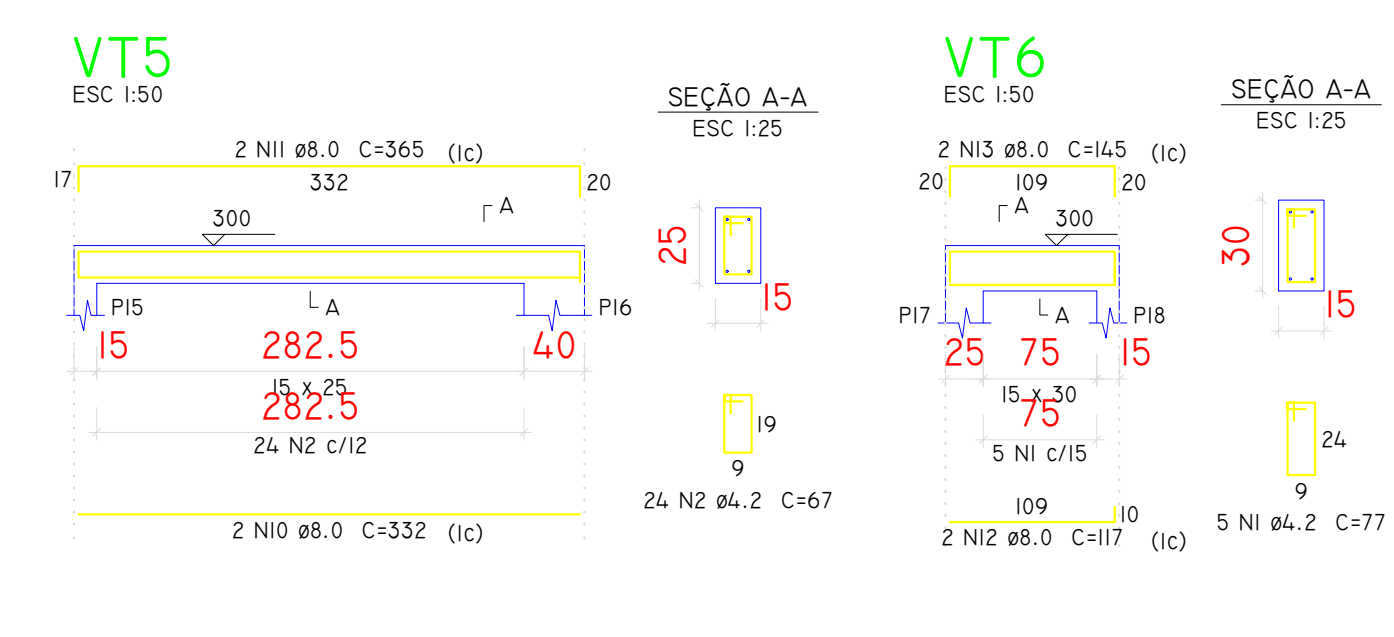 VT5
ESC 1:50
2 N11 ø8.0 C=365 (1c)
17
332
20
A
300
A
P15
P16
15
282.5
40
15 x 25
282.5
24 N2 c/12
2 N10 ø8.0 C=332 (1c)
SEÇÃO A-A
ESC 1:25
25
15
19
9
24 N2 ø4.2 C=67
VT6
ESC 1:50
2 N13 ø8.0 C=145 (1c)
20
109
20
A
300
A
P17
P18
25
75
15
15 x 30
75
5 N1 c/15
109
10
2 N12 ø8.0 C=117 (1c)
SEÇÃO A-A
ESC 1:25
30
15
24
9
5 N1 ø4.2 C=77